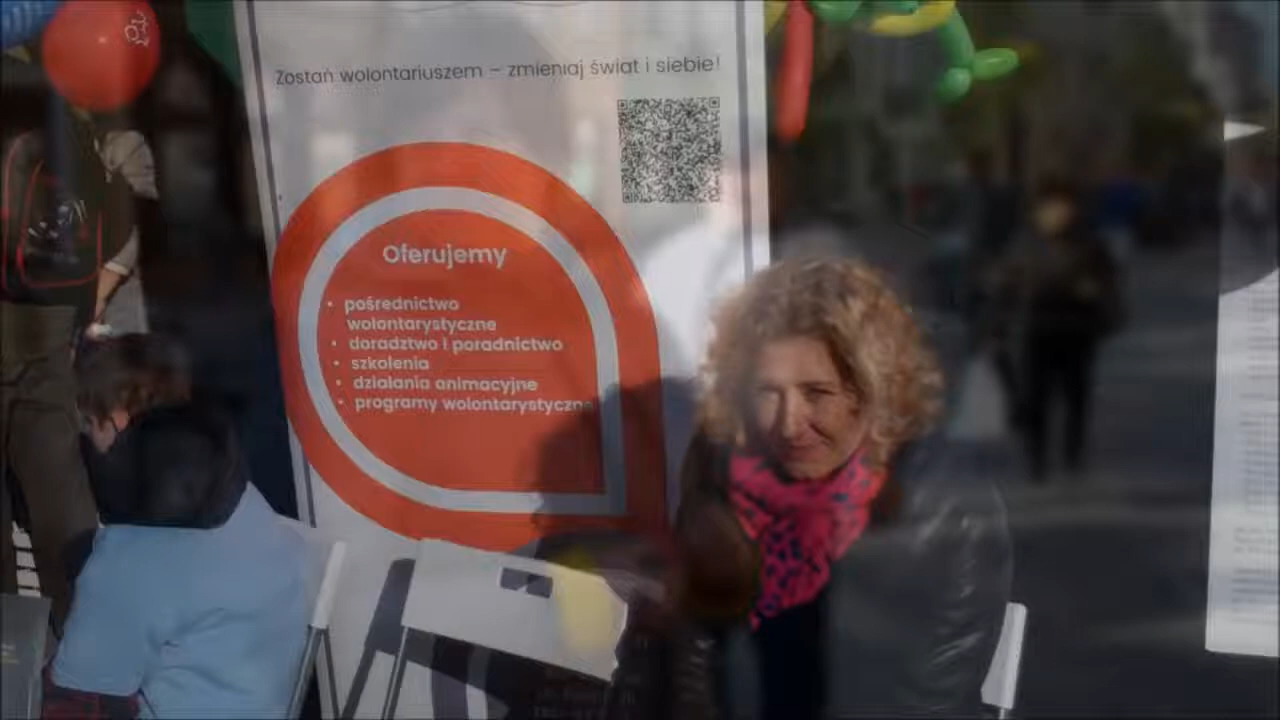 Zostań wolontariuszem – zmieniaj świat i siebie!
Oferujemy
• pośrednictwo
wolontarystyczne
• doradztwo i poradnictwo
• szkolenia
• działania animacyjne
• programy wolontarystyczne